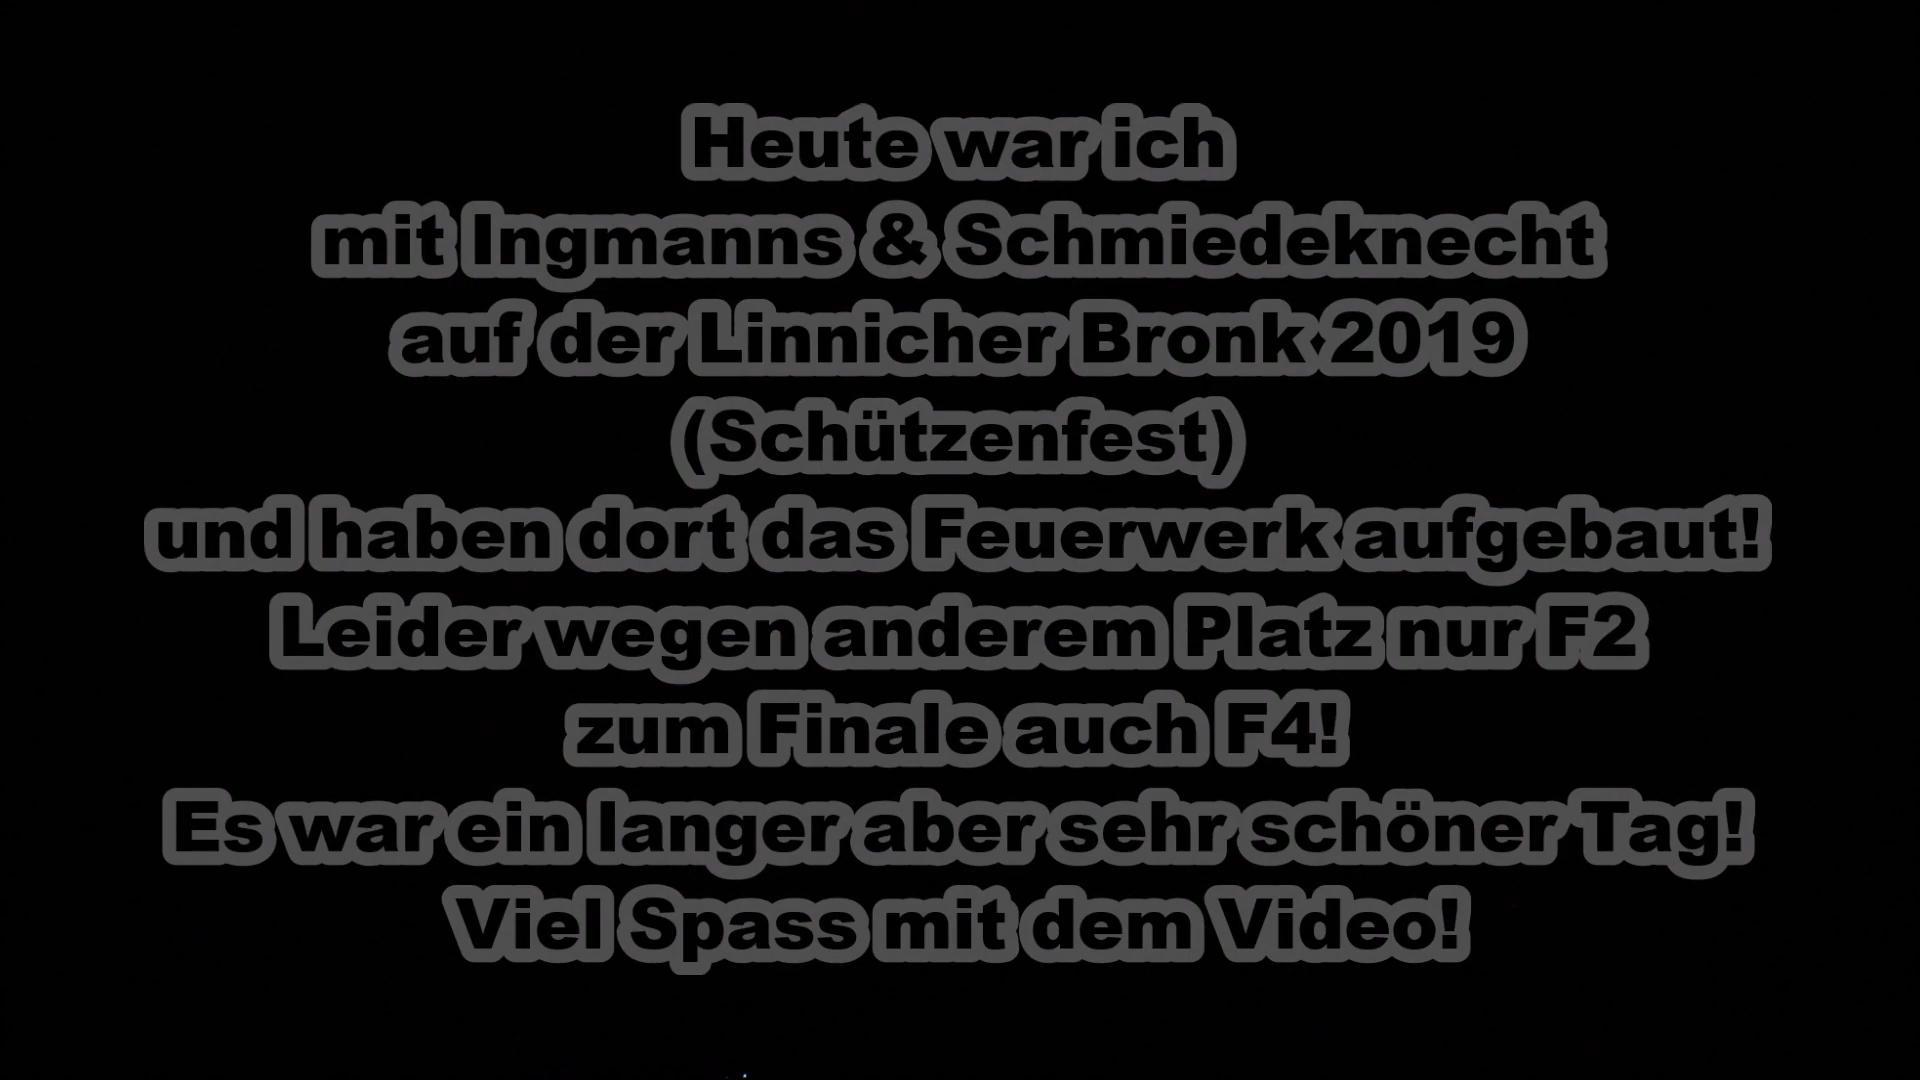 Heute war ich
mit Ingmanns & Schmiedeknecht
auf der Linnicher Bronk 2019
(Schützenfest)
und haben dort das Feuerwerk aufgebaut!
Leider wegen anderem Platz nur F2
zum Finale auch F4!
Es war ein langer aber sehr schöner Tag!
Viel Spass mit dem Video!